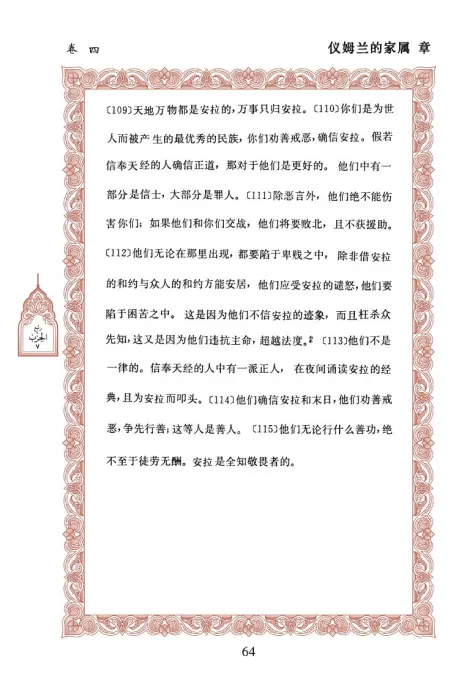 卷 四
仪姆兰的家属 章
(109)天地万物都是安拉的,万事只归安拉。(110)你们是为世
人而被产生的最优秀的民族,你们劝善戒恶,确信安拉。假若
信奉天经的人确信正道,那对于他们是更好的。他们中有一
部分是信士,大部分是罪人。(111)除恶言外,他们绝不能伤
害你们;如果他们和你们交战,他们将要败北,且不获援助。
(112)他们无论在那里出现,都要陷于卑贱之中,除非借安拉
的和约与众人的和约方能安居,他们应受安拉的谴怒,他们要
陷于困苦之中。这是因为他们不信安拉的迹象,而且枉杀众
先知,这又是因为他们违抗主命,超越法度。(113)他们不是
一律的。信奉天经的人中有一派正人,在夜间诵读安拉的经
典,且为安拉而叩头。(114)他们确信安拉和末日,他们劝善戒
恶,争先行善;这等人是善人。(115)他们无论行什么善功,绝
不至于徒劳无酬。安拉是全知敬畏者的。
ربع
الحزب
٧
64